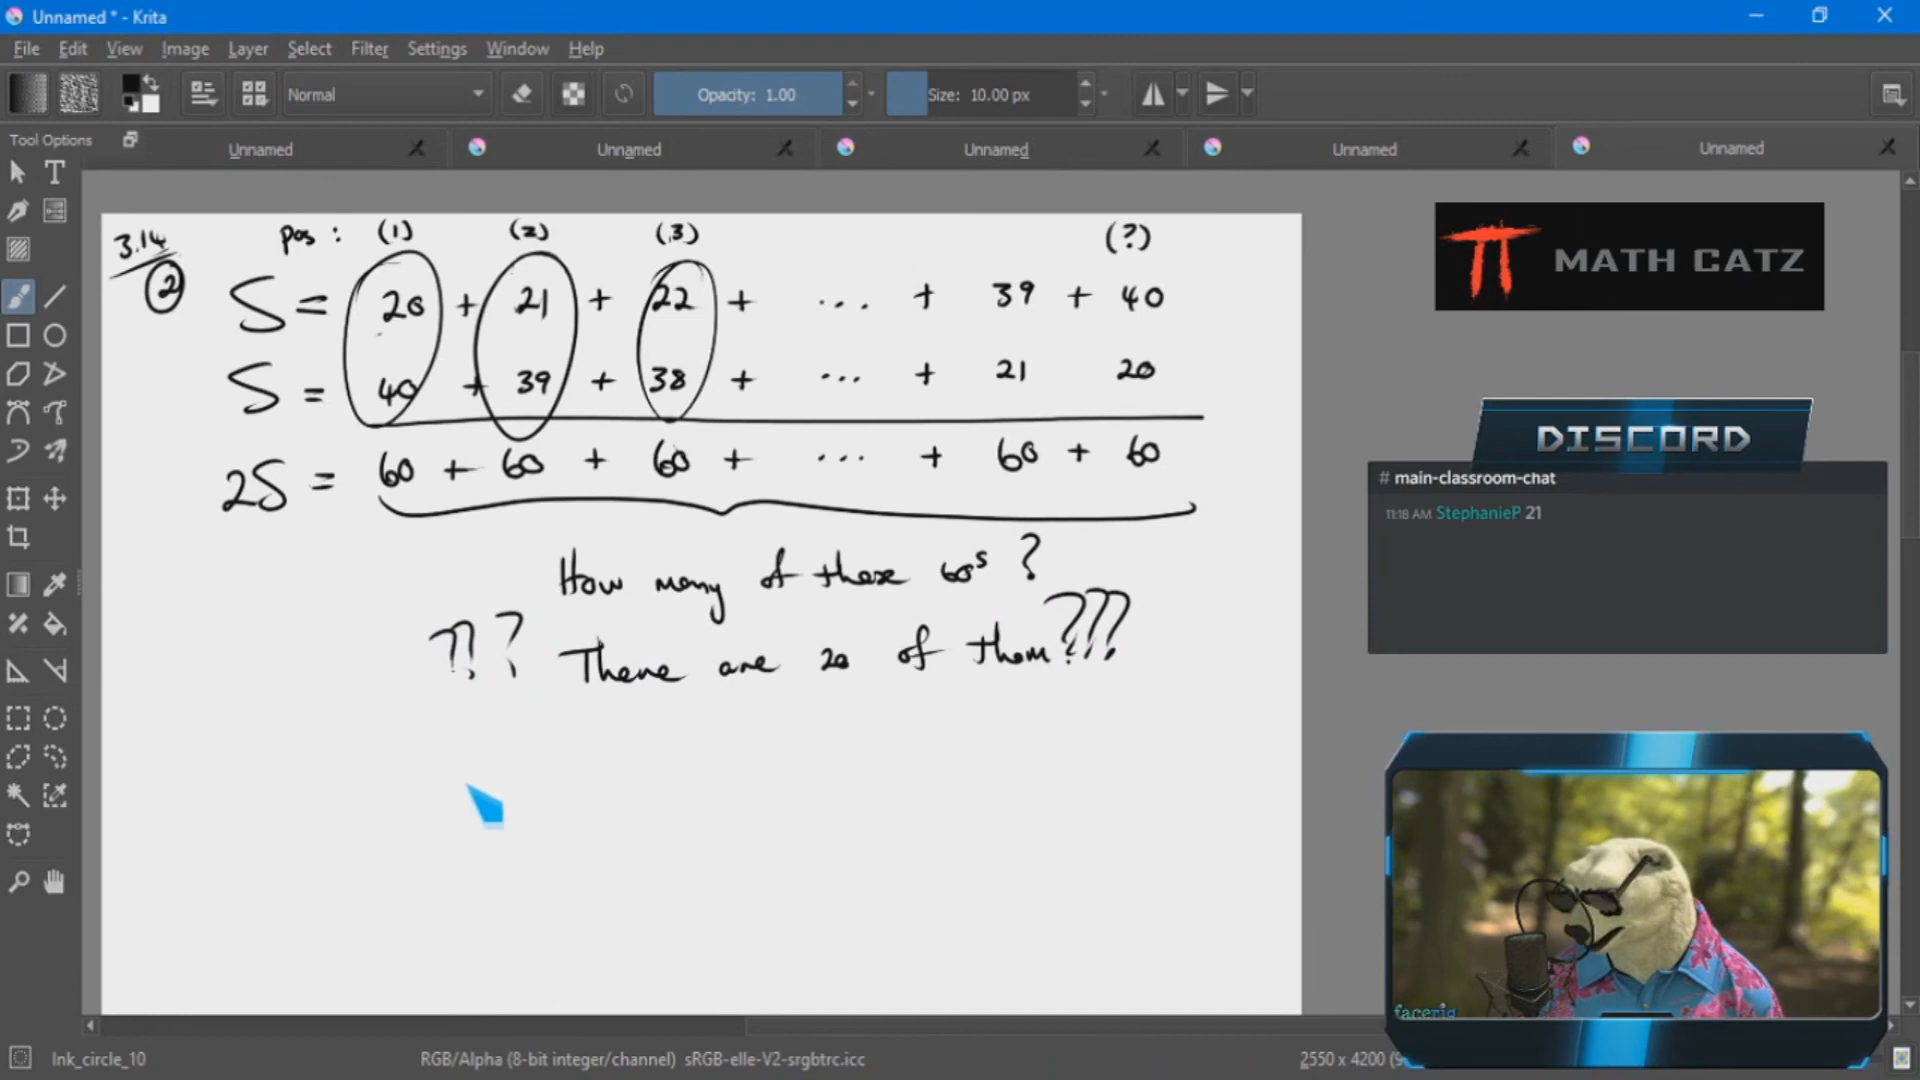 Unnamed * - Krita
File Edit View Image Layer Select Filter Settings Window Help
Normal Opacity: 1.00 Size: 10.00 px
Tool Options Unnamed Unnamed Unnamed Unnamed Unnamed
3.14 pos : (1) (2) (3) (?)
2
S = 20 + 21 + 22 + ... + 39 + 40
S = 40 + 39 + 38 + ... + 21 20
2S = 60 + 60 + 60 + ... + 60 + 60
How many of these 60s ?
??? There are 20 of them???
π MATH CATZ
DISCORD
# main-classroom-chat
11:18 AM StephanieP 21
facerig
Ink_circle_10 RGB/Alpha (8-bit integer/channel) sRGB-elle-V2-srgbtrc.icc 2550 x 4200